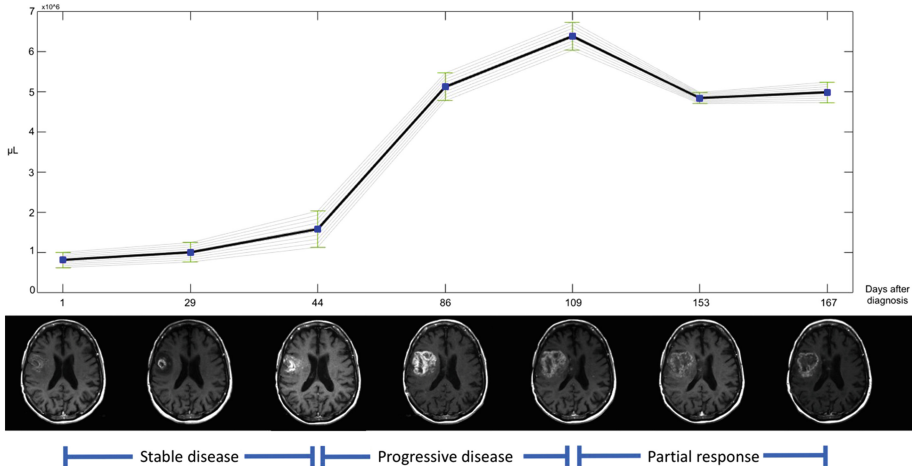 x10^6
7
6
5
4
3
2
1
0
µL
1 29 44 86 109 153 167
Days after
diagnosis
Stable disease Progressive disease Partial response